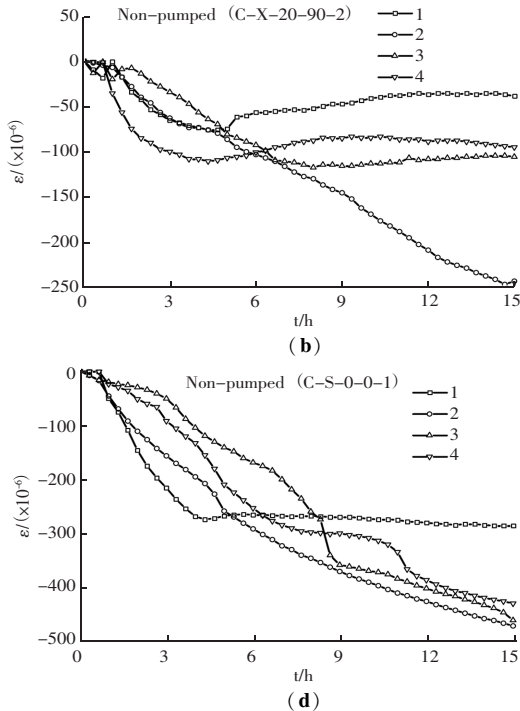 Non-pumped (C-X-20-90-2)
1
2
3
4
50
0
-50
-100
-150
-200
-250
ε/(×10⁻⁶)
0 3 6 9 12 15
t/h
(b)
Non-pumped (C-S-0-0-1)
1
2
3
4
0
-100
-200
-300
-400
-500
ε/(×10⁻⁶)
0 3 6 9 12 15
t/h
(d)